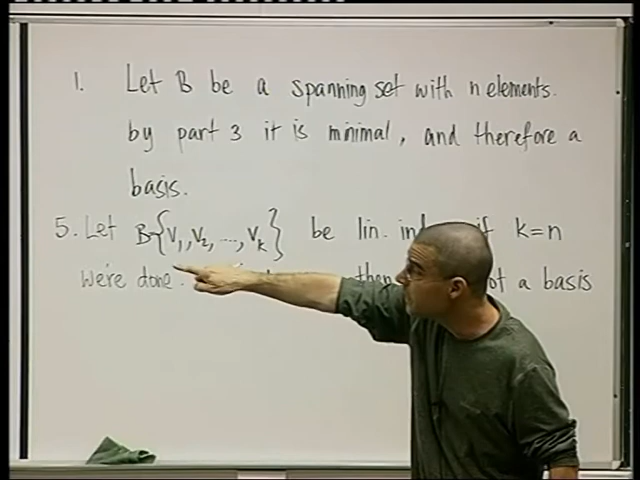 1. Let B be a spanning set with n elements.
by part 3 it is minimal, and therefore a
basis.
5. Let B={v₁, v₂, ..., vₖ} be lin. if k=n
we're done. then not a basis